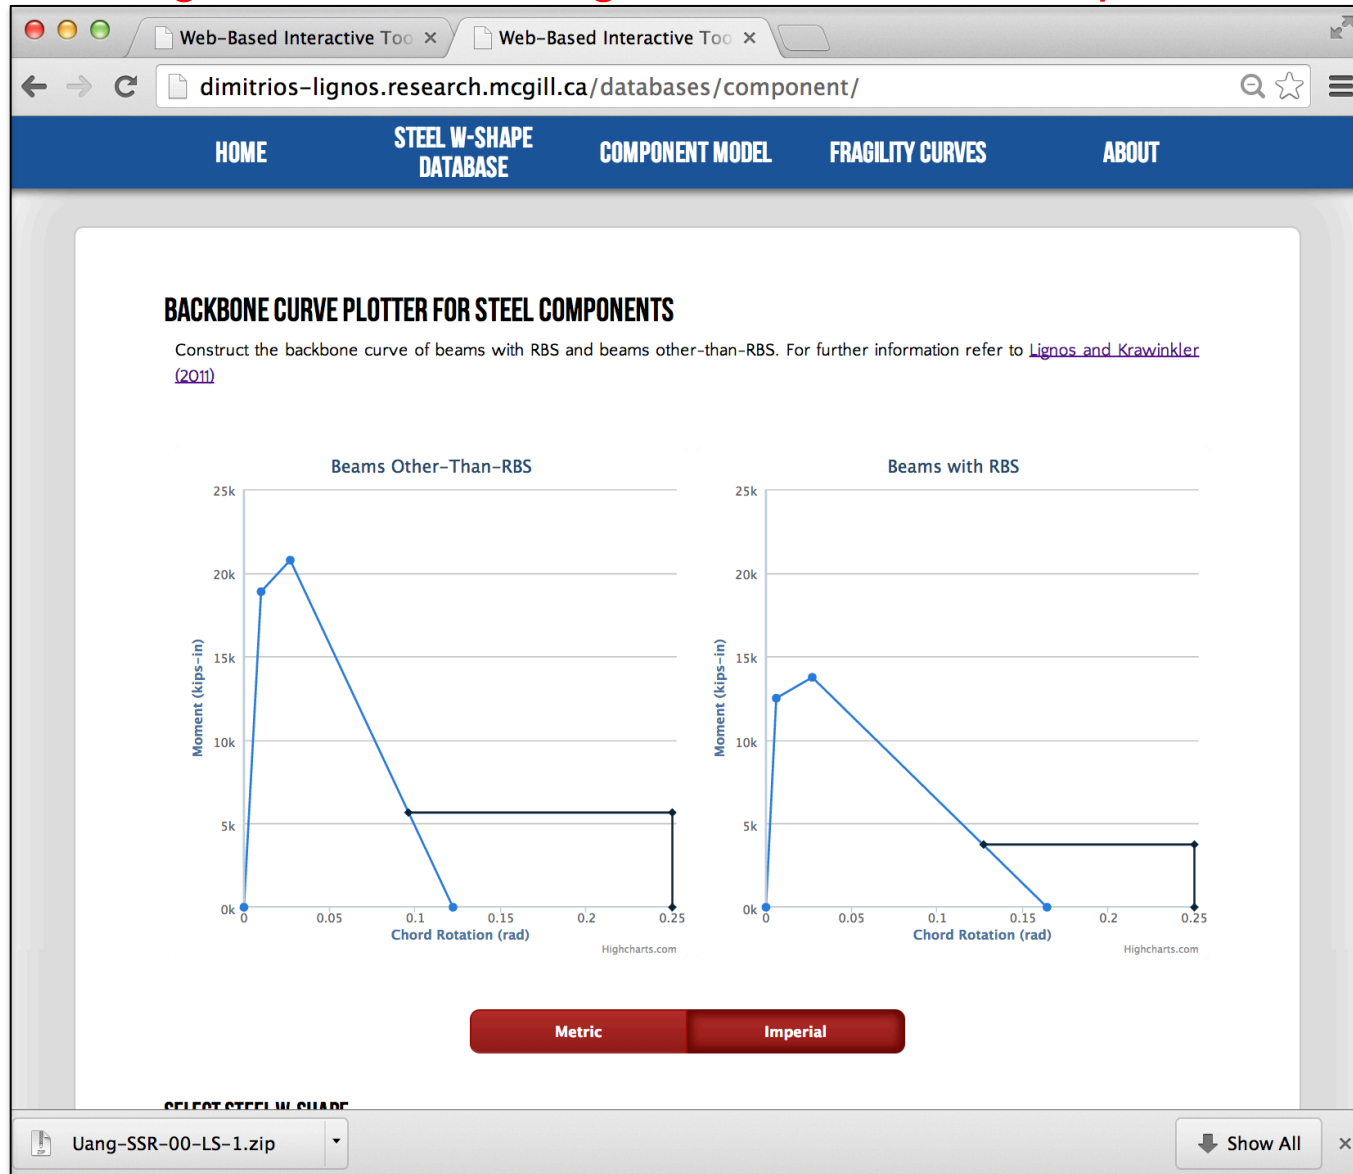 Web-Based Interactive Too ×
Web-Based Interactive Too ×
dimitrios-lignos.research.mcgill.ca/databases/component/
HOME
STEEL W-SHAPE
DATABASE
COMPONENT MODEL
FRAGILITY CURVES
ABOUT
BACKBONE CURVE PLOTTER FOR STEEL COMPONENTS
Construct the backbone curve of beams with RBS and beams other-than-RBS. For further information refer to Lignos and Krawinkler
(2011)
Beams Other-Than-RBS
25k
20k
15k
10k
5k
0k
Moment (kips-in)
0 0.05 0.1 0.15 0.2 0.25
Chord Rotation (rad)
Highcharts.com
Beams with RBS
25k
20k
15k
10k
5k
0k
Moment (kips-in)
0 0.05 0.1 0.15 0.2 0.25
Chord Rotation (rad)
Highcharts.com
Metric
Imperial
SELECT STEEL W-SHAPE
Uang-SSR-00-LS-1.zip
Show All